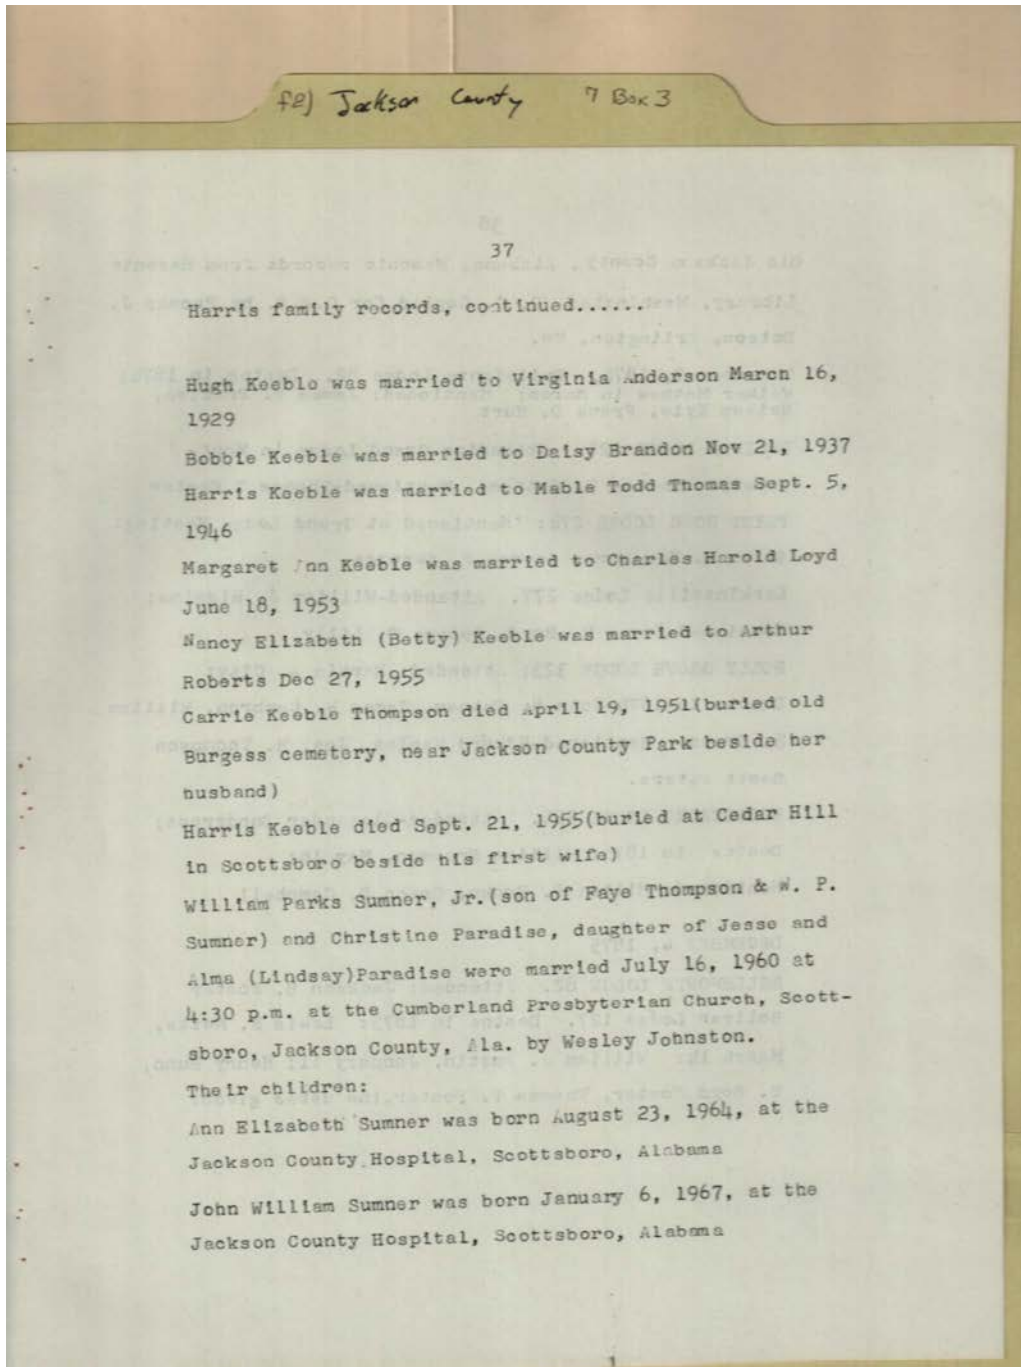 f2) Jackson County 7 Box 3
37
Harris family records, continued......
Hugh Keeble was married to Virginia Anderson March 16,
1929
Bobbie Keeble was married to Daisy Brandon Nov 21, 1937
Harris Keeble was married to Mable Todd Thomas Sept. 5,
1946
Margaret Ann Keeble was married to Charles Harold Loyd
June 18, 1953
Nancy Elizabeth (Betty) Keeble was married to Arthur
Roberts Dec 27, 1955
Carrie Keeble Thompson died April 19, 1951(buried old
Burgess cemetery, near Jackson County Park beside her
husband)
Harris Keeble died Sept. 21, 1955(buried at Cedar Hill
in Scottsboro beside his first wife)
William Parks Sumner, Jr.(son of Faye Thompson & W. P.
Sumner) and Christine Paradise, daughter of Jesse and
Alma (Lindsay)Paradise were married July 16, 1960 at
4:30 p.m. at the Cumberland Presbyterian Church, Scott-
sboro, Jackson County, Ala. by Wesley Johnston.
Their children:
Ann Elizabeth Sumner was born August 23, 1964, at the
Jackson County Hospital, Scottsboro, Alabama
John William Sumner was born January 6, 1967, at the
Jackson County Hospital, Scottsboro, Alabama